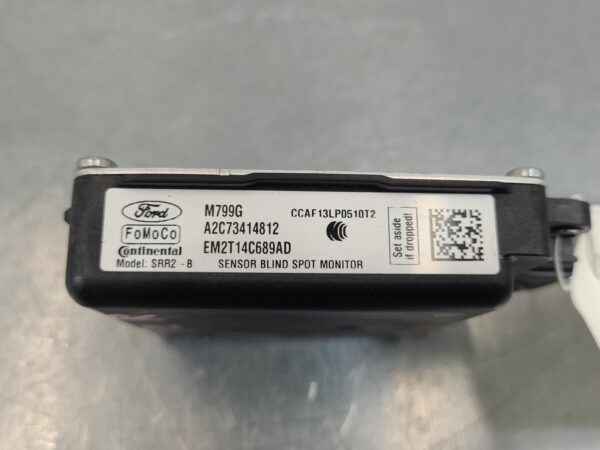 Ford
FoMoCo
Continental
Model: SRR2-B
M799G
A2C73414812
EM2T14C689AD
SENSOR BLIND SPOT MONITOR
CCAF13LP0510T2
Set aside
if dropped!